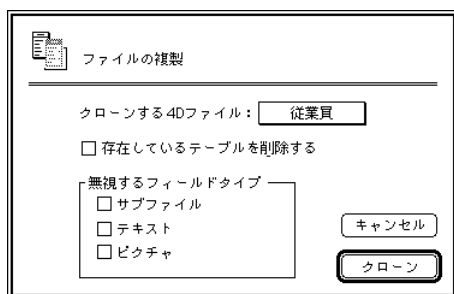 ファイルの複製
クローンする4Dファイル： 従業員
存在しているテーブルを削除する
無視するフィールドタイプ
サブファイル
テキスト
ピクチャ
キャンセル
クローン